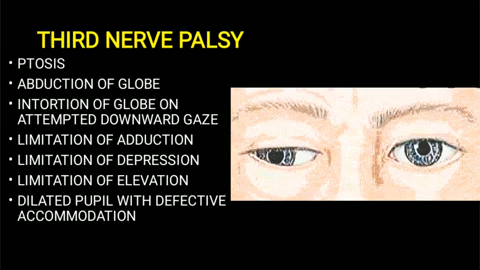 THIRD NERVE PALSY
• PTOSIS
• ABDUCTION OF GLOBE
• INTORTION OF GLOBE ON
ATTEMPTED DOWNWARD GAZE
• LIMITATION OF ADDUCTION
• LIMITATION OF DEPRESSION
• LIMITATION OF ELEVATION
• DILATED PUPIL WITH DEFECTIVE
ACCOMMODATION